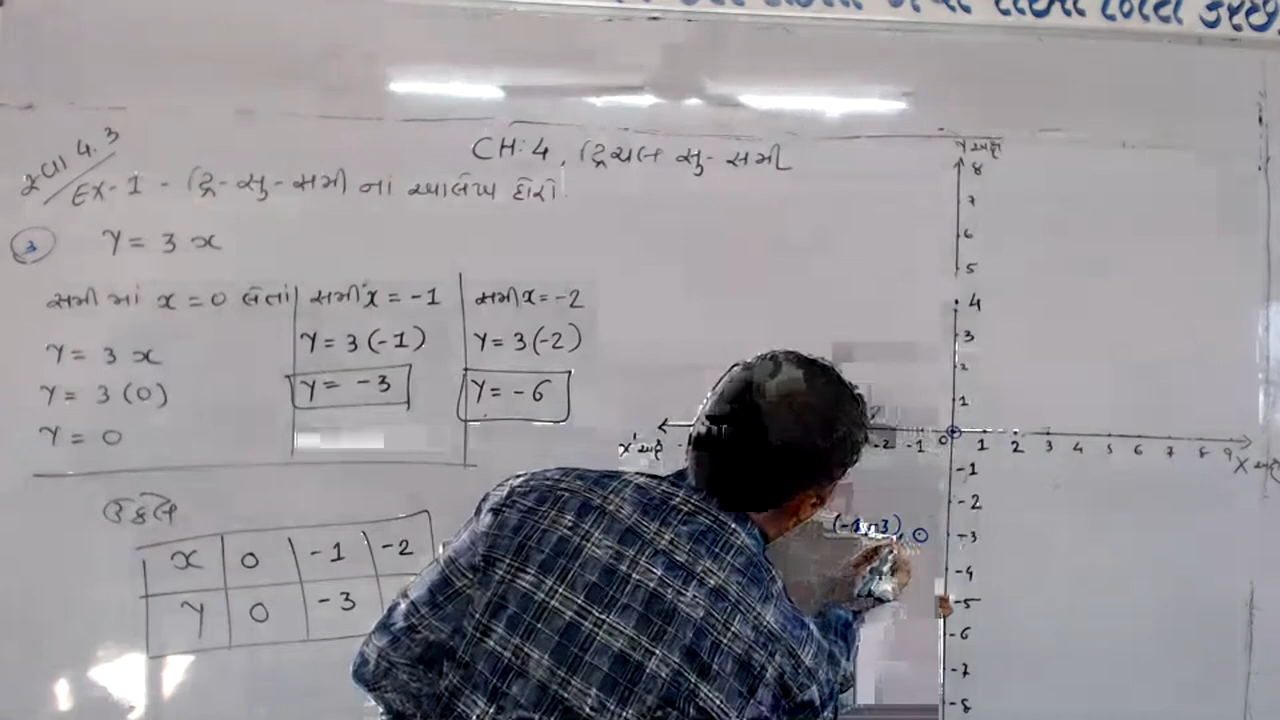 સ્વા 4.3
CH: 4, દ્વિચલ સુ-સમી
EX-1 - દ્વિ-સુ-સમી નાં આલેખ દોરો.
3 y = 3x
સમી માં x = 0 લેતાં
y = 3x
y = 3(0)
y = 0
સમી x = -1
y = 3(-1)
y = -3
સમી x = -2
y = 3(-2)
y = -6
ઉકેલ
x 0 -1 -2
y 0 -3
Y અક્ષ
8
7
6
5
4
3
2
1
X' અક્ષ -2 -1 0 1 2 3 4 5 6 7 8 9 X અક્ષ
-1
-2
(-1,-3) -3
-4
-5
-6
-7
-8